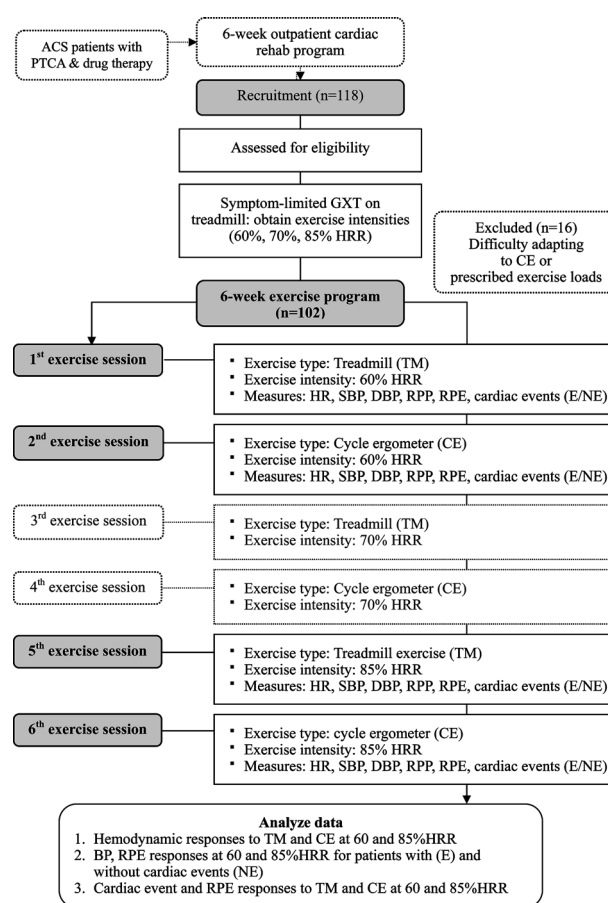 ACS patients with
PTCA & drug therapy
6-week outpatient cardiac
rehab program
Recruitment (n=118)
Assessed for eligibility
Symptom-limited GXT on
treadmill: obtain exercise intensities
(60%, 70%, 85% HRR)
Excluded (n=16)
Difficulty adapting
to CE or
prescribed exercise loads
6-week exercise program
(n=102)
1st exercise session
▪ Exercise type: Treadmill (TM)
▪ Exercise intensity: 60% HRR
▪ Measures: HR, SBP, DBP, RPP, RPE, cardiac events (E/NE)
2nd exercise session
▪ Exercise type: Cycle ergometer (CE)
▪ Exercise intensity: 60% HRR
▪ Measures: HR, SBP, DBP, RPP, RPE, cardiac events (E/NE)
3rd exercise session
▪ Exercise type: Treadmill (TM)
▪ Exercise intensity: 70% HRR
4th exercise session
▪ Exercise type: Cycle ergometer (CE)
▪ Exercise intensity: 70% HRR
5th exercise session
▪ Exercise type: Treadmill exercise (TM)
▪ Exercise intensity: 85% HRR
▪ Measures: HR, SBP, DBP, RPP, RPE, cardiac events (E/NE)
6th exercise session
▪ Exercise type: cycle ergometer (CE)
▪ Exercise intensity: 85% HRR
▪ Measures: HR, SBP, DBP, RPP, RPE, cardiac events (E/NE)
Analyze data
1. Hemodynamic responses to TM and CE at 60 and 85%HRR
2. BP, RPE responses at 60 and 85%HRR for patients with (E) and
without cardiac events (NE)
3. Cardiac event and RPE responses to TM and CE at 60 and 85%HRR